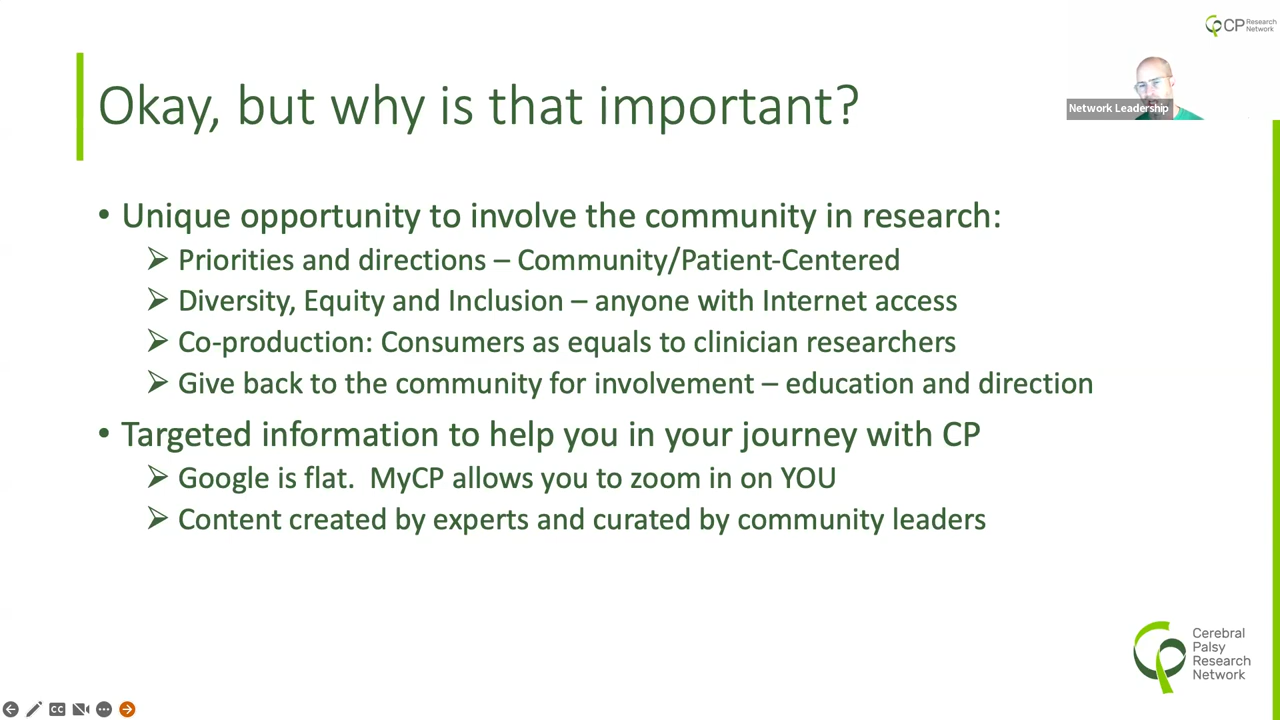 CP Research
Network
Network Leadership
Okay, but why is that important?
• Unique opportunity to involve the community in research:
➢ Priorities and directions – Community/Patient-Centered
➢ Diversity, Equity and Inclusion – anyone with Internet access
➢ Co-production: Consumers as equals to clinician researchers
➢ Give back to the community for involvement – education and direction
• Targeted information to help you in your journey with CP
➢ Google is flat.  MyCP allows you to zoom in on YOU
➢ Content created by experts and curated by community leaders
Cerebral
Palsy
Research
Network
CC